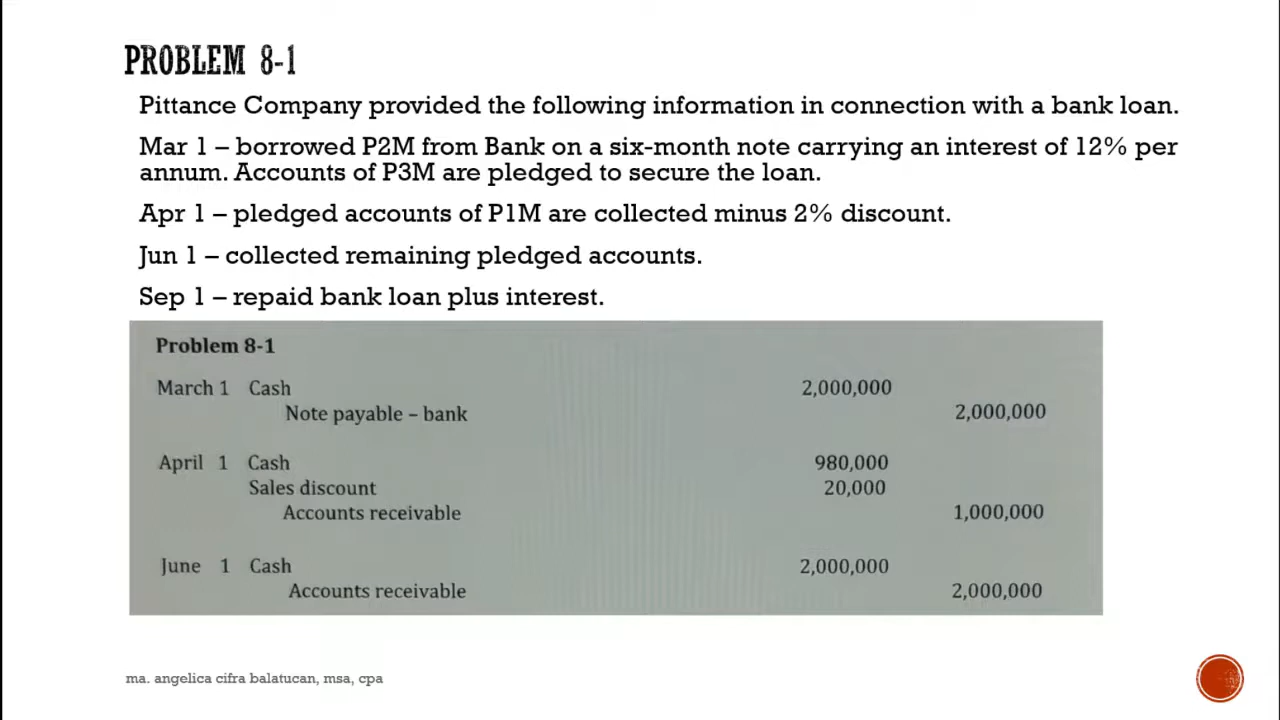 PROBLEM 8-1
Pittance Company provided the following information in connection with a bank loan.
Mar 1 – borrowed P2M from Bank on a six-month note carrying an interest of 12% per
annum. Accounts of P3M are pledged to secure the loan.
Apr 1 – pledged accounts of P1M are collected minus 2% discount.
Jun 1 – collected remaining pledged accounts.
Sep 1 – repaid bank loan plus interest.
Problem 8-1
March 1 Cash 2,000,000
Note payable – bank 2,000,000
April 1 Cash 980,000
Sales discount 20,000
Accounts receivable 1,000,000
June 1 Cash 2,000,000
Accounts receivable 2,000,000
ma. angelica cifra balatucan, msa, cpa